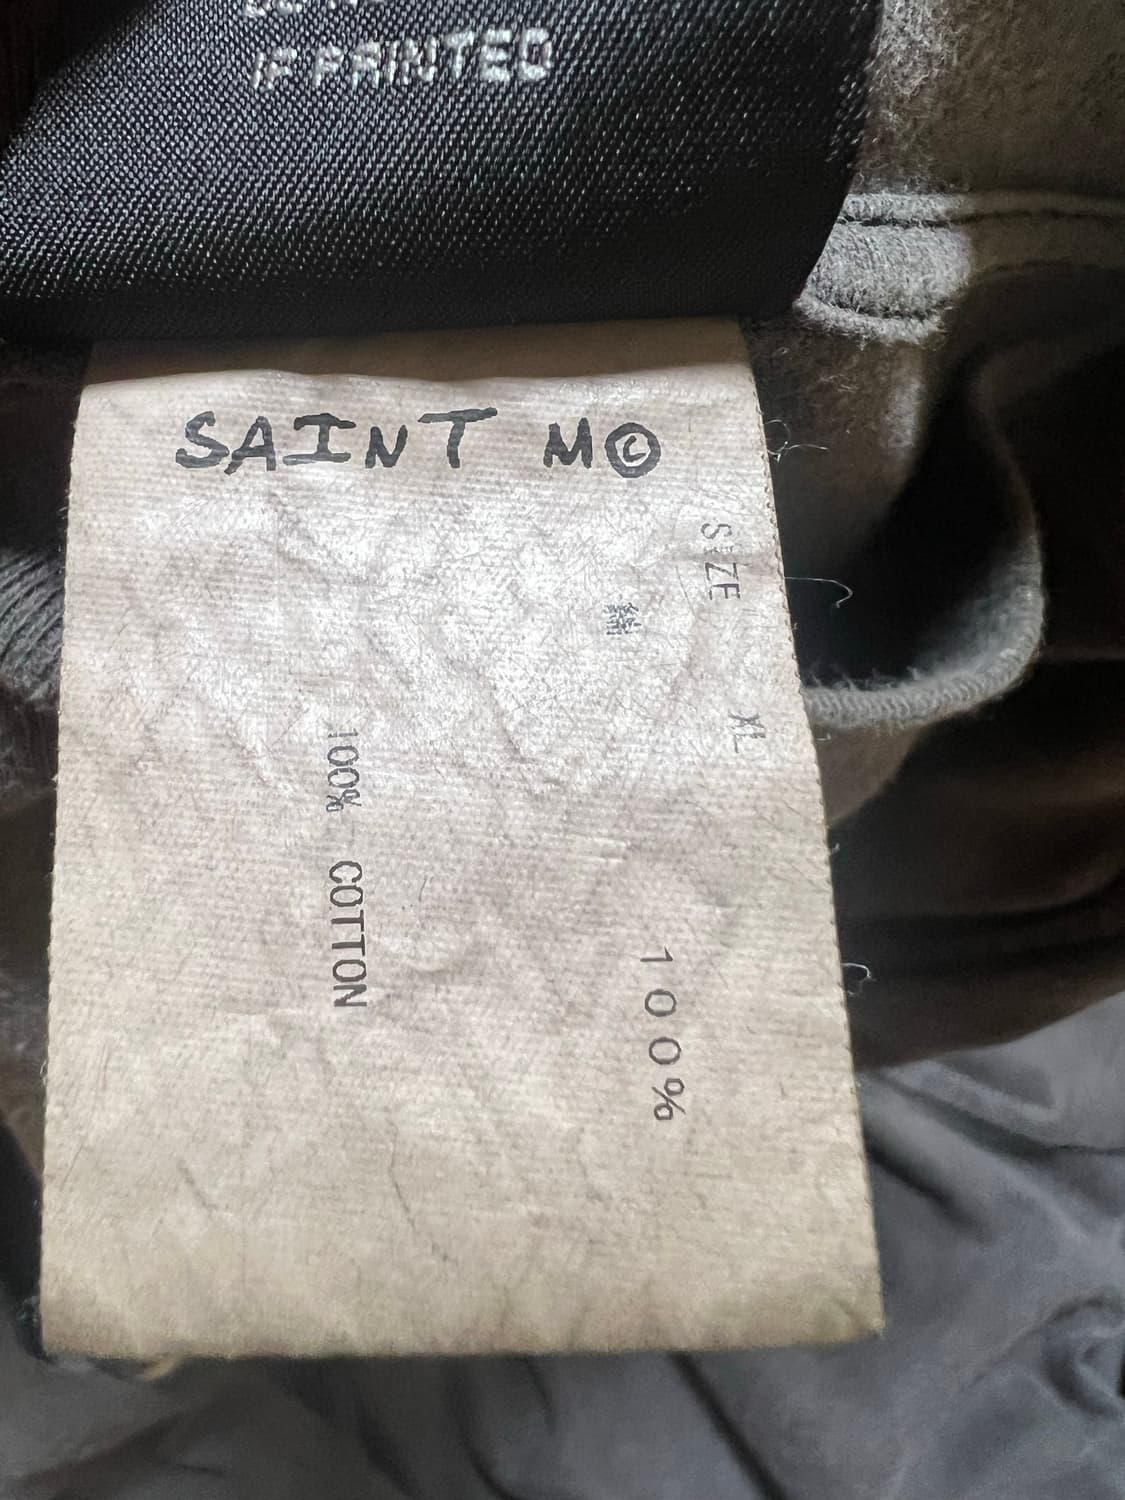 IF PRINTED
SAINT M©
SIZE XL
100%
100% COTTON